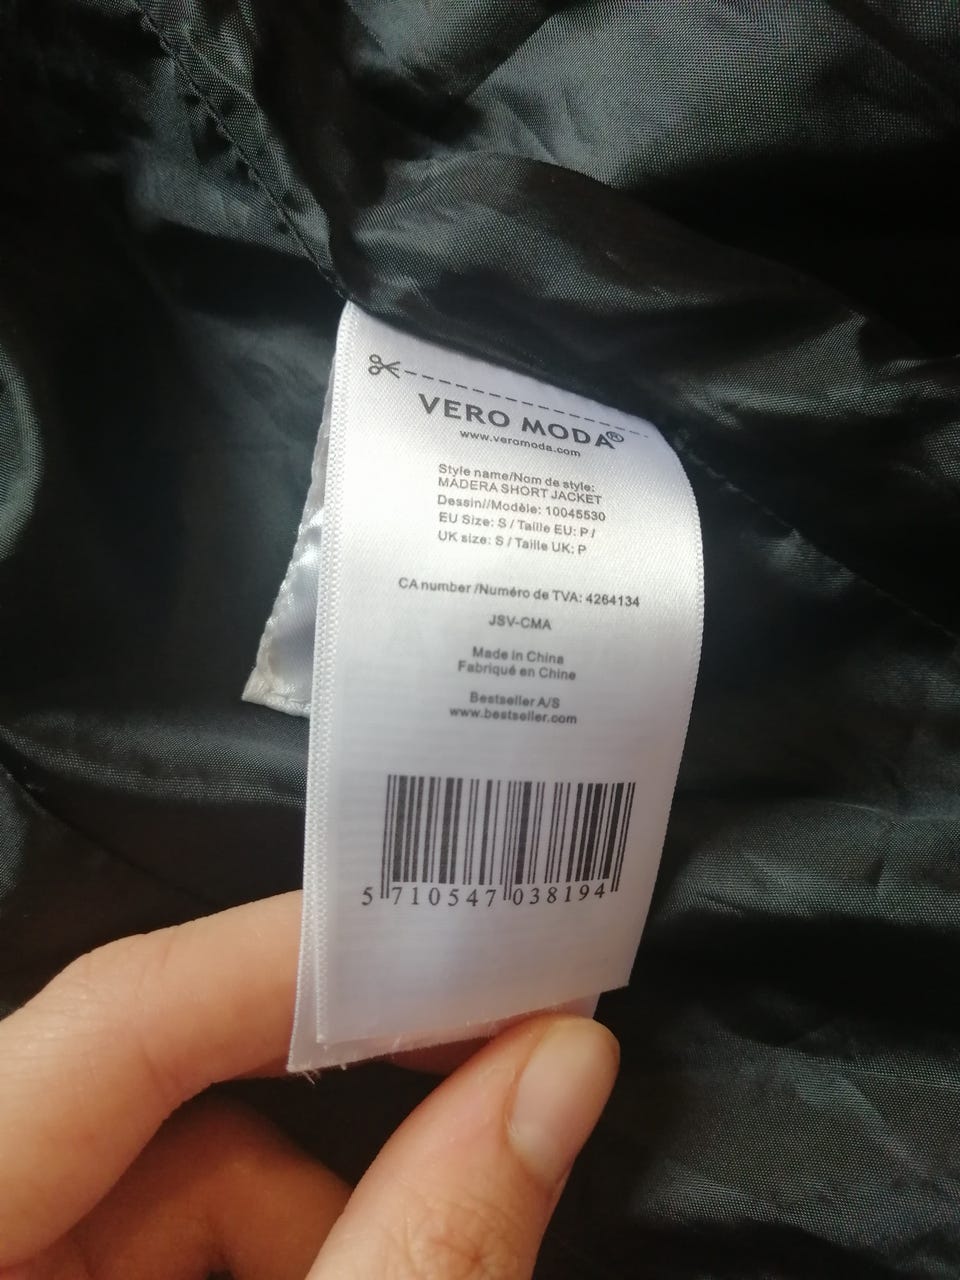 VERO MODA®
www.veromoda.com
Style name/Nom de style:
MADERA SHORT JACKET
Dessin//Modèle: 10045530
EU Size: S / Taille EU: P /
UK size: S / Taille UK: P
CA number /Numéro de TVA: 4264134
JSV-CMA
Made in China
Fabriqué en Chine
Bestseller A/S
www.bestseller.com
5 710547 038194